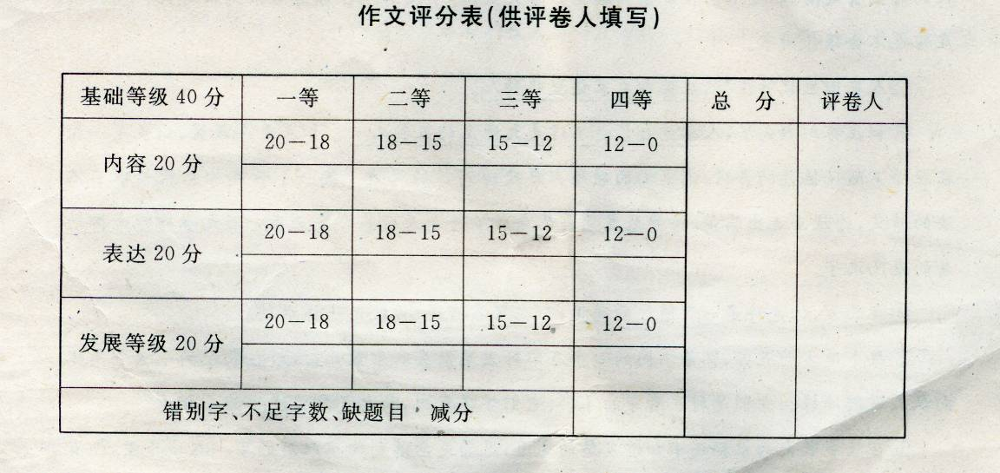 作文评分表(供评卷人填写)
基础等级 40 分 一等 二等 三等 四等 总 分 评卷人
内容 20 分 20—18 18—15 15—12 12—0
表达 20 分 20—18 18—15 15—12 12—0
发展等级 20 分 20—18 18—15 15—12 12—0
错别字、不足字数、缺题目 减分